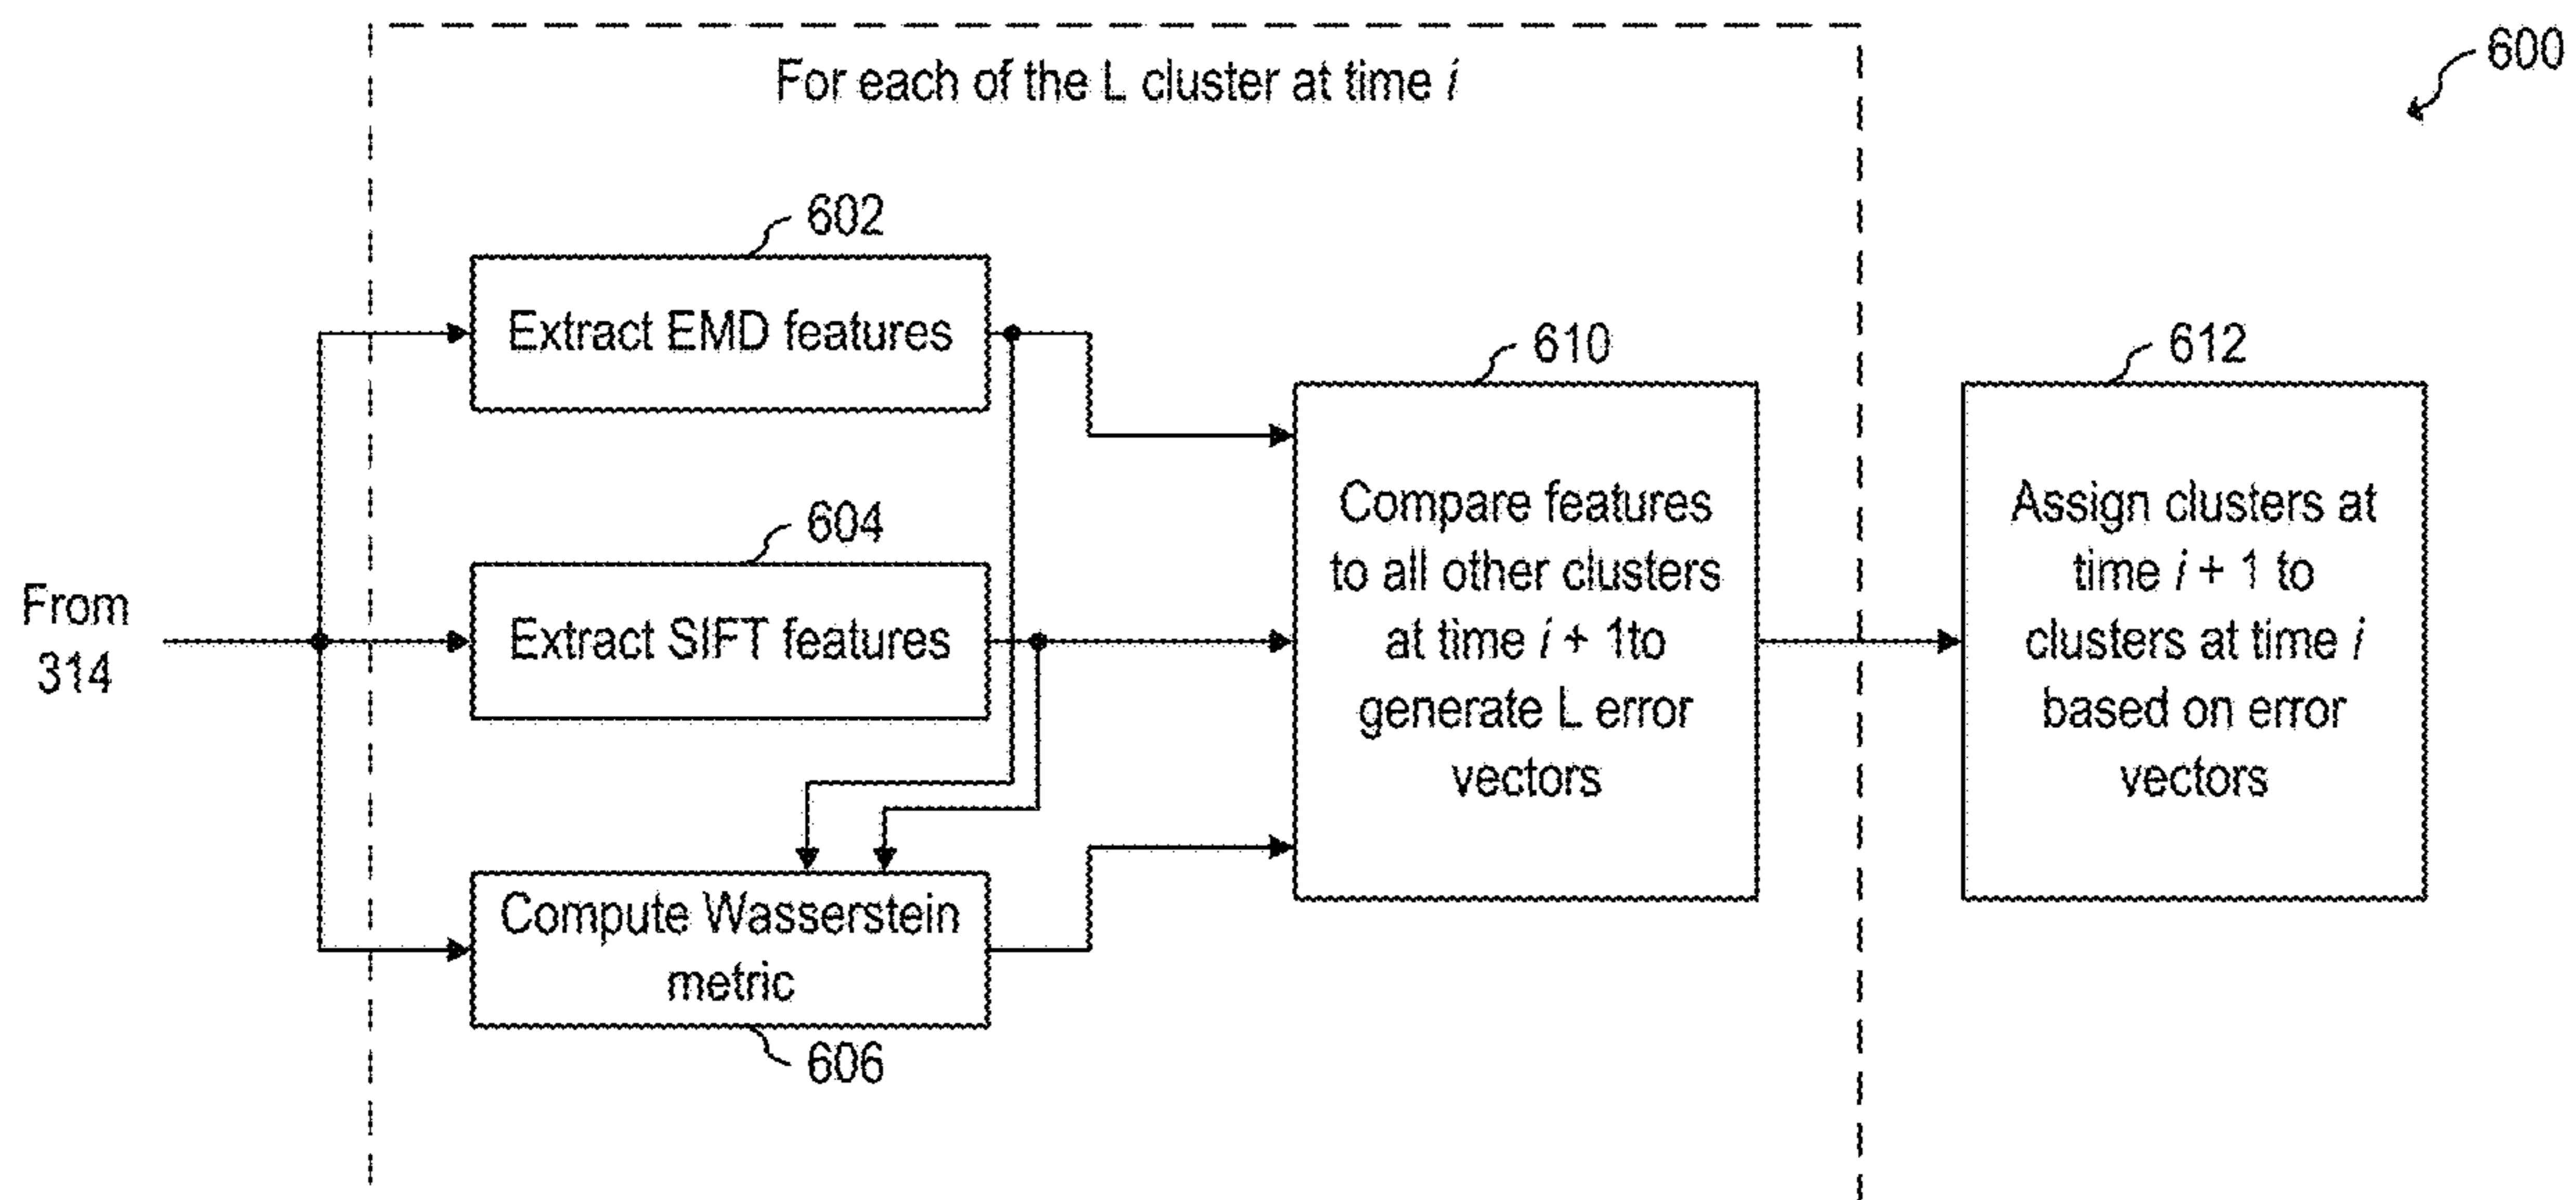 600
For each of the L cluster at time i
602
Extract EMD features
604
Extract SIFT features
From
314
Compute Wasserstein
metric
606
610
Compare features
to all other clusters
at time i + 1to
generate L error
vectors
612
Assign clusters at
time i + 1 to
clusters at time i
based on error
vectors